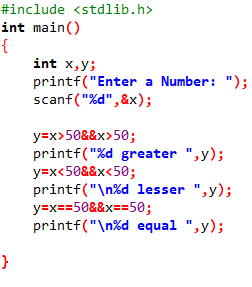 #include <stdlib.h>
int main()
{
    int x,y;
    printf("Enter a Number: ");
    scanf("%d",&x);

    y=x>50&&x>50;
    printf("%d greater ",y);
    y=x<50&&x<50;
    printf("\n%d lesser ",y);
    y=x==50&&x==50;
    printf("\n%d equal ",y);

}